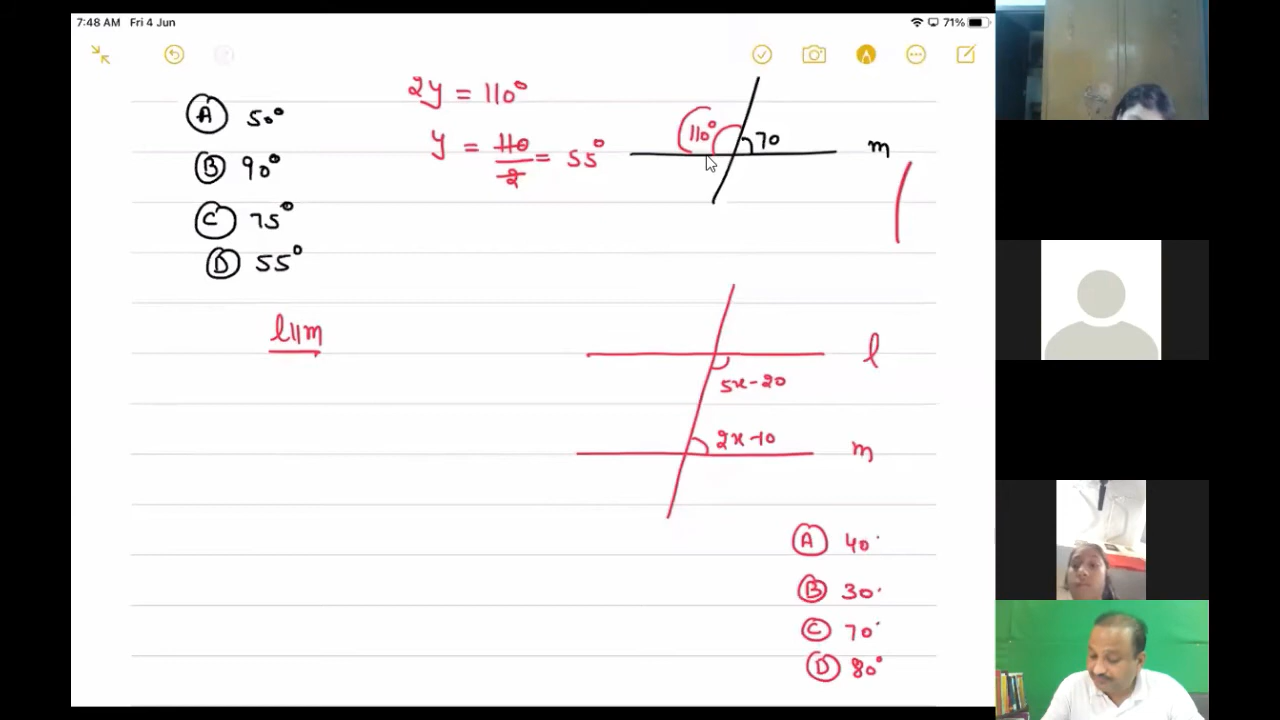 7:48 AM Fri 4 Jun
71%
A 50°
B 90°
C 75°
D 55°
2y = 110°
y = 110/2 = 55°
110°
70
m
l||m
l
5x-20
2x-10
m
A 40°
B 30°
C 70°
D 80°